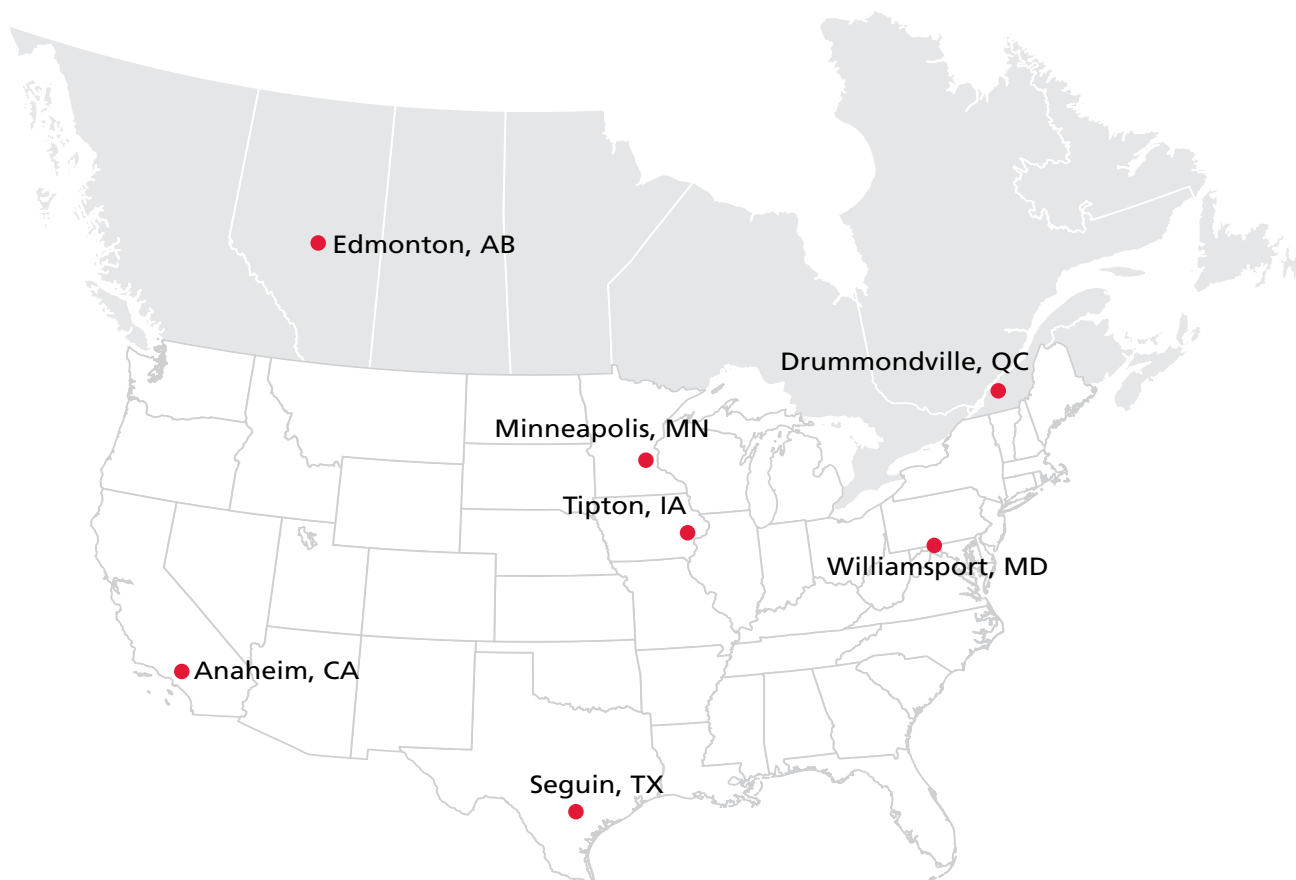 Edmonton, AB
Drummondville, QC
Minneapolis, MN
Tipton, IA
Williamsport, MD
Anaheim, CA
Seguin, TX